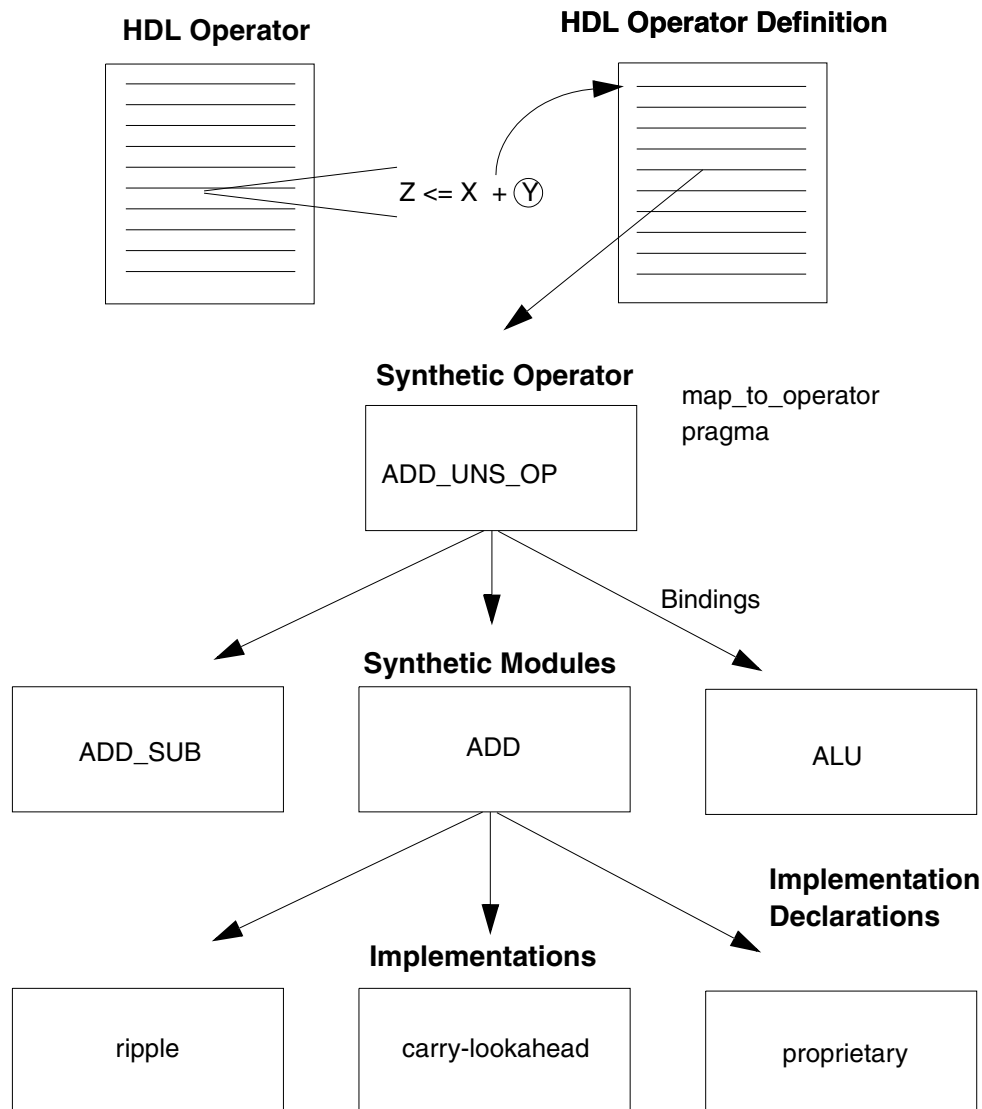 HDL Operator
HDL Operator Definition
Z <= X + Y
Synthetic Operator
map_to_operator
pragma
ADD_UNS_OP
Bindings
Synthetic Modules
ADD_SUB
ADD
ALU
Implementation
Declarations
Implementations
ripple
carry-lookahead
proprietary